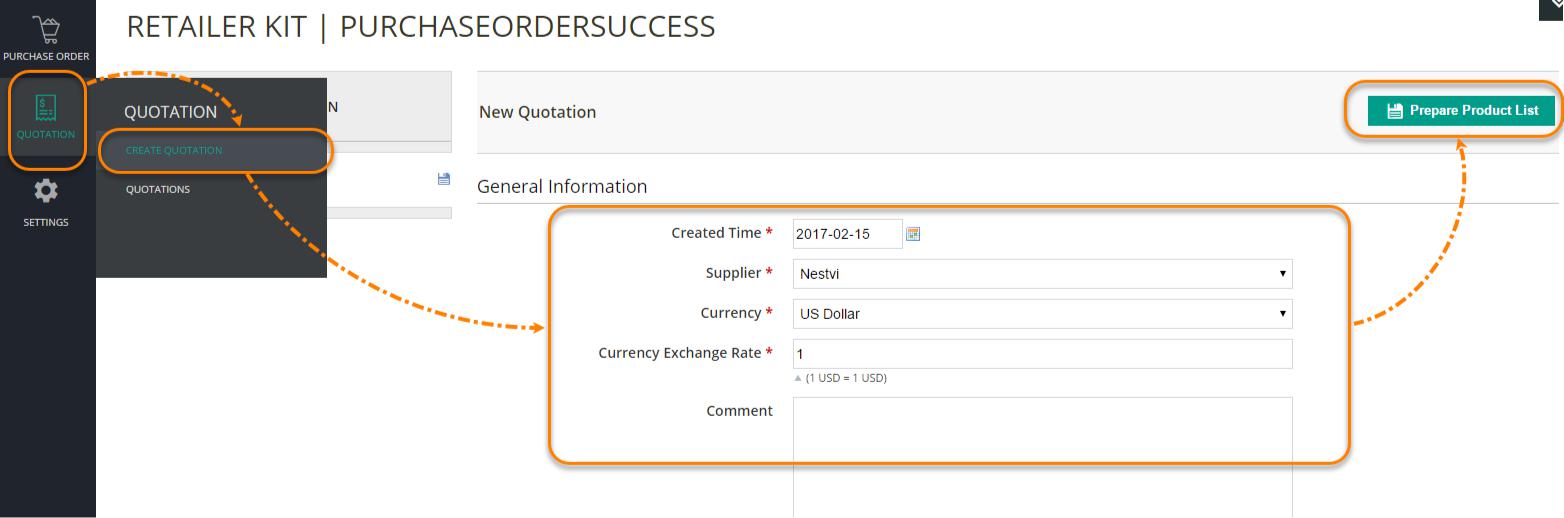 RETAILER KIT | PURCHASEORDERSUCCESS
PURCHASE ORDER
QUOTATION
SETTINGS
QUOTATION
CREATE QUOTATION
QUOTATIONS
N
New Quotation
Prepare Product List
General Information
Created Time * 2017-02-15
Supplier * Nestvi
Currency * US Dollar
Currency Exchange Rate * 1
(1 USD = 1 USD)
Comment